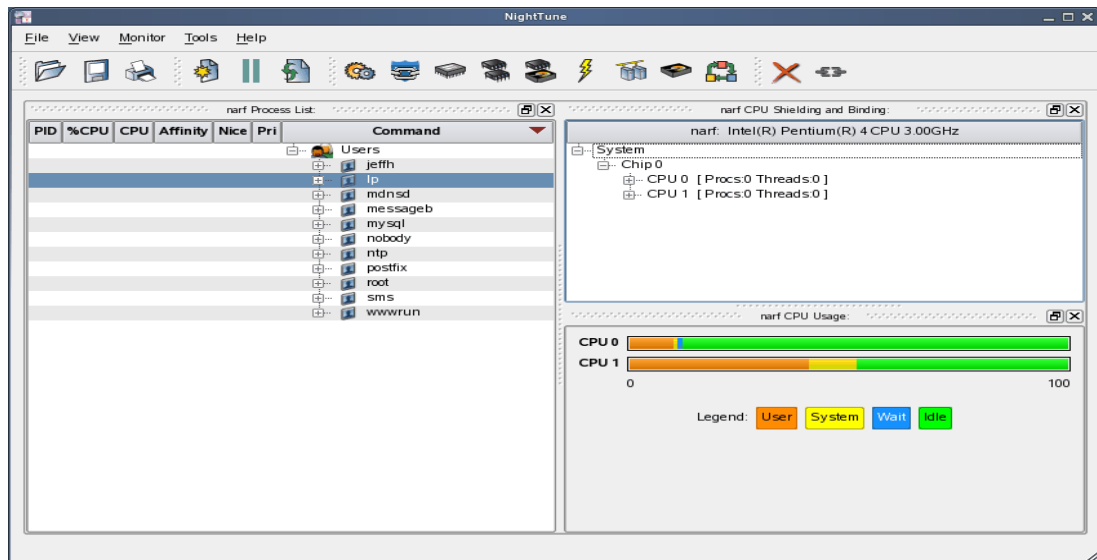 NightTune
File View Monitor Tools Help
narf Process List:
PID %CPU CPU Affinity Nice Pri Command
Users
jeffh
lp
mdnsd
messageb
mysql
nobody
ntp
postfix
root
sms
wwwrun
narf CPU Shielding and Binding:
narf: Intel(R) Pentium(R) 4 CPU 3.00GHz
System
Chip 0
CPU 0 [ Procs:0 Threads:0 ]
CPU 1 [ Procs:0 Threads:0 ]
narf CPU Usage:
CPU 0
CPU 1
0 100
Legend: User System Wait Idle